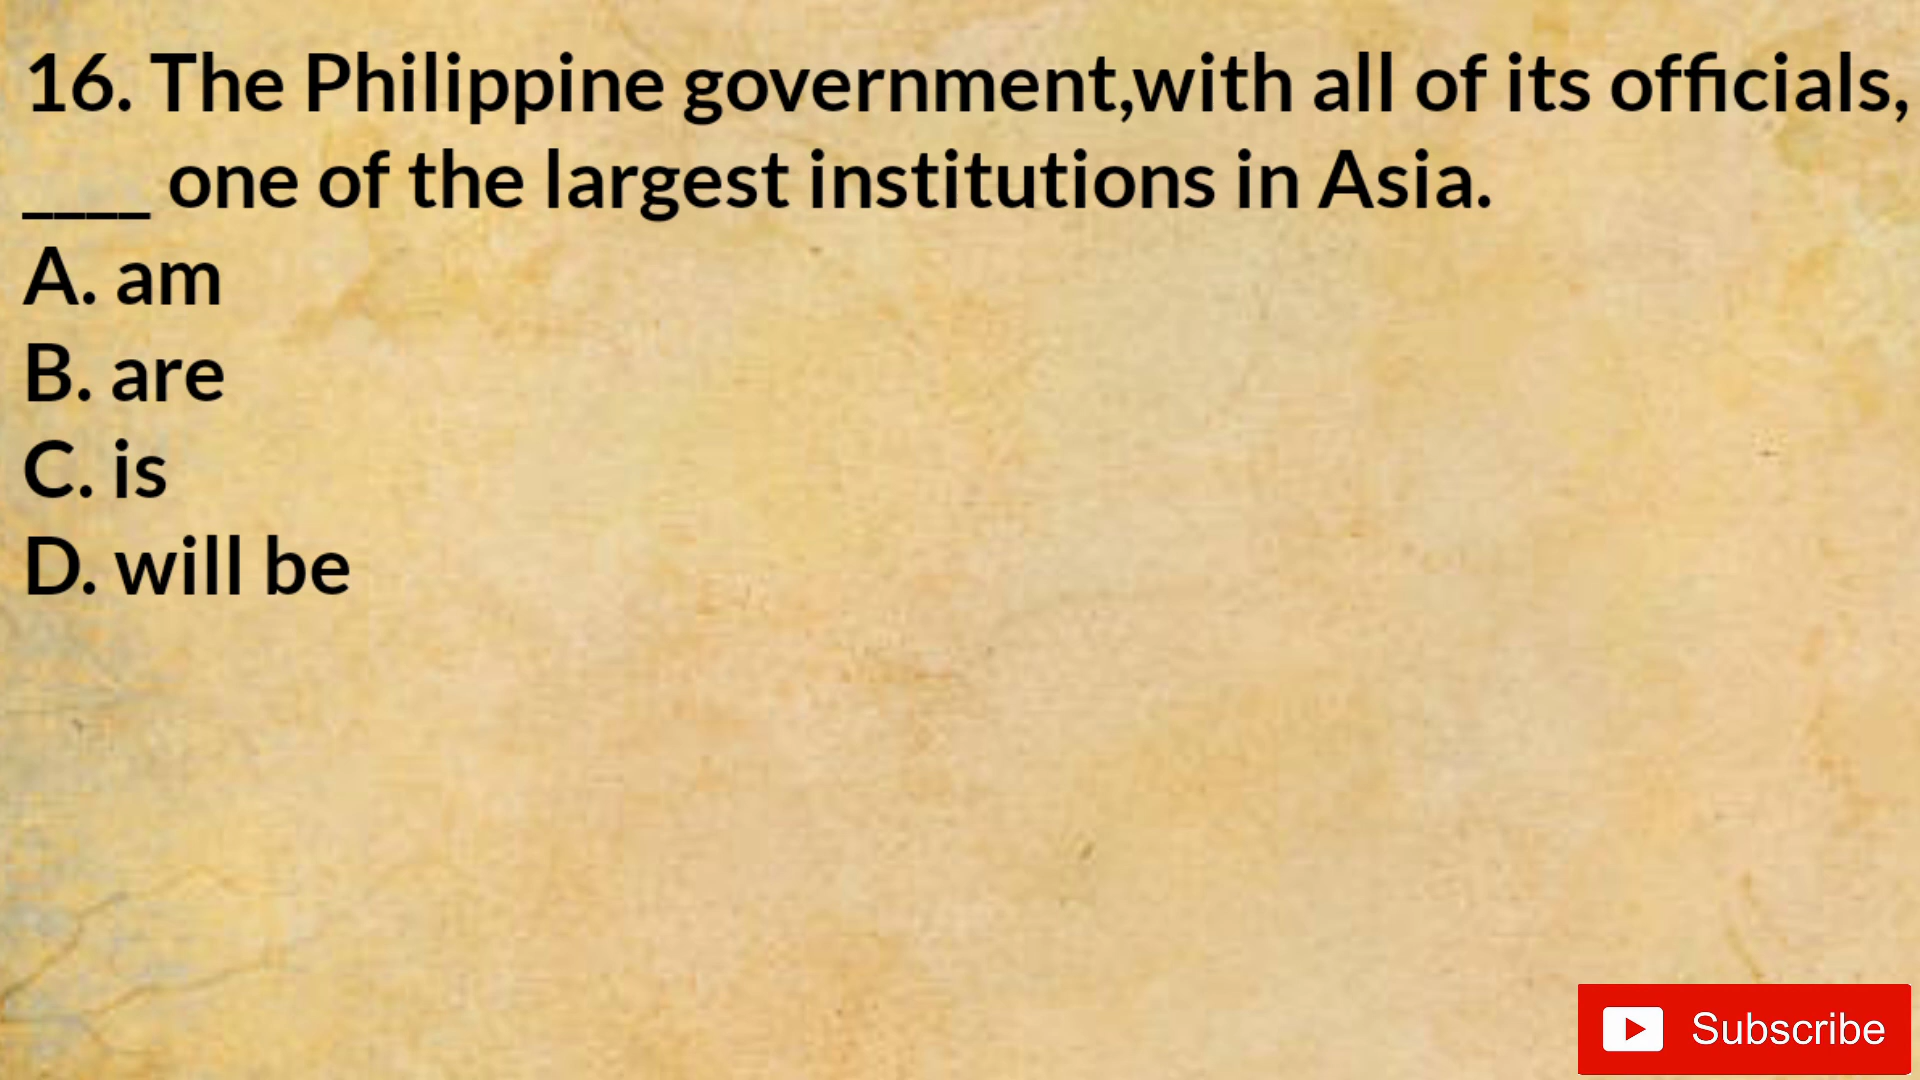 16. The Philippine government,with all of its officials,
____ one of the largest institutions in Asia.
A. am
B. are
C. is
D. will be
Subscribe